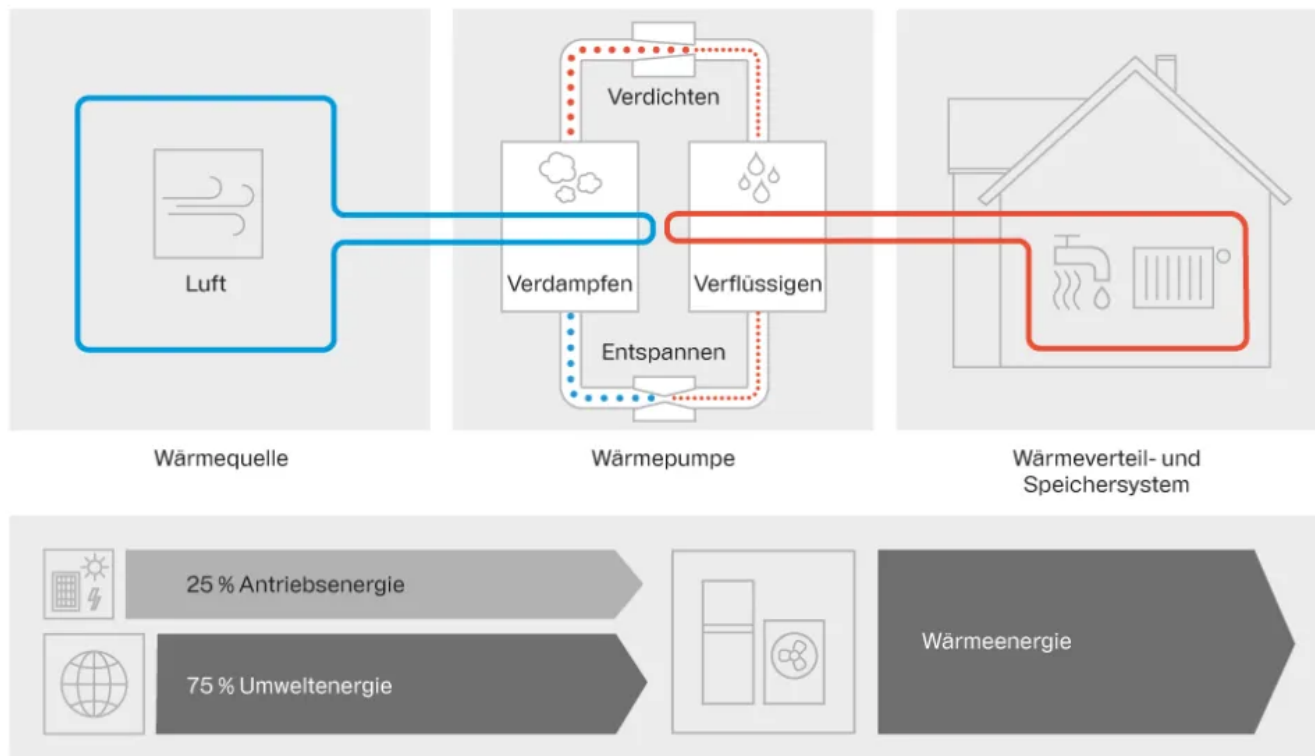 Verdichten
Luft
Verdampfen
Verflüssigen
Entspannen
Wärmequelle
Wärmepumpe
Wärmeverteil- und
Speichersystem
25 % Antriebsenergie
75 % Umweltenergie
Wärmeenergie